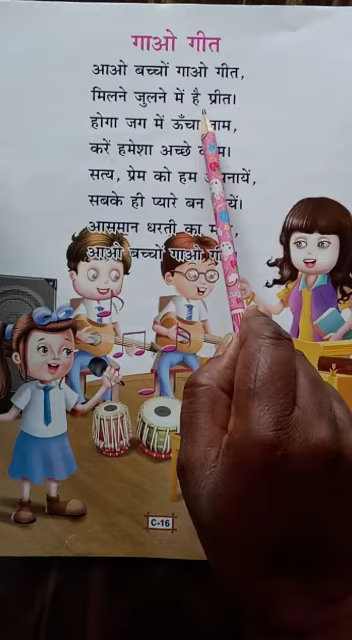 गाओ गीत
आओ बच्चों गाओ गीत,
मिलने जुलने में है प्रीत।
होगा जग में ऊँचा नाम,
करें हमेशा अच्छे
सत्य, प्रेम को हम
सबके ही प्यारे बन
आसमान धरती का
आओ बच्चों गाओ
C-16